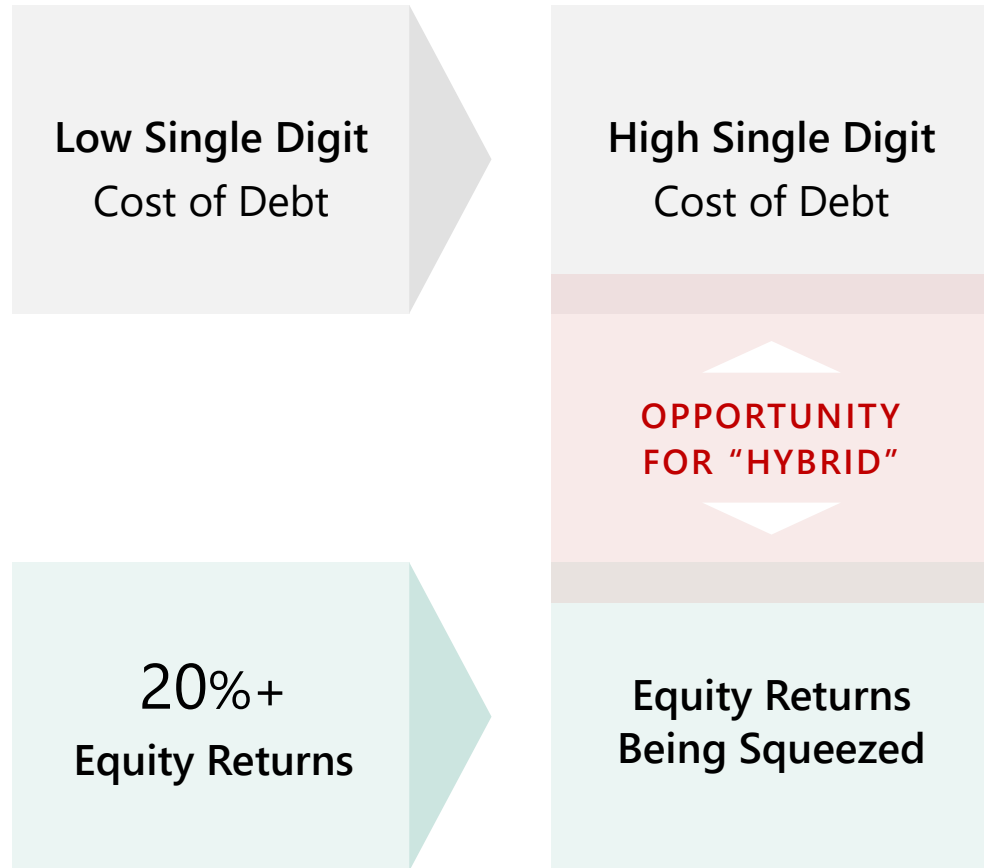 Low Single Digit
Cost of Debt
High Single Digit
Cost of Debt
OPPORTUNITY
FOR “HYBRID”
20%+
Equity Returns
Equity Returns
Being Squeezed